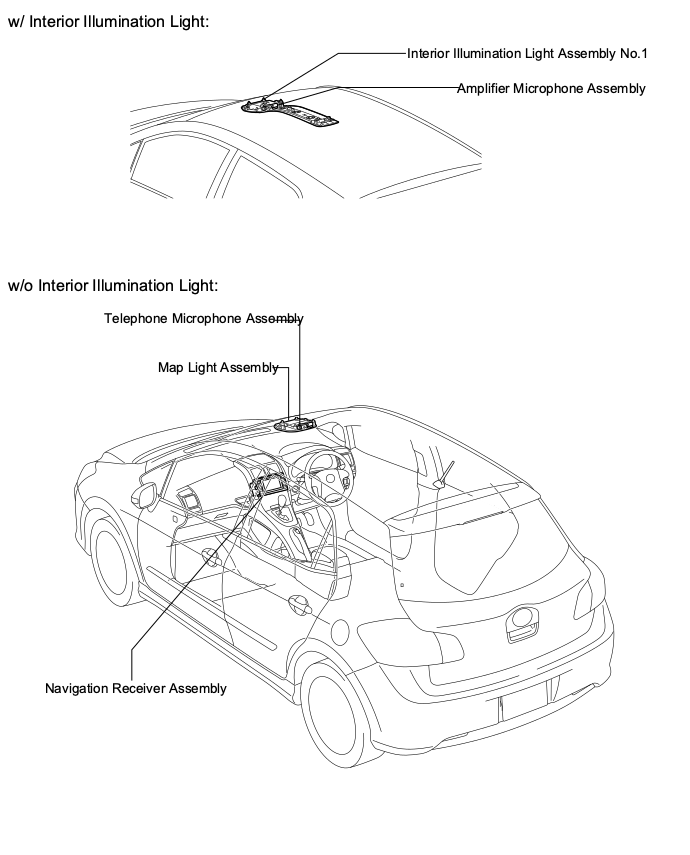 w/ Interior Illumination Light:
Interior Illumination Light Assembly No.1
Amplifier Microphone Assembly
w/o Interior Illumination Light:
Telephone Microphone Assembly
Map Light Assembly
Navigation Receiver Assembly